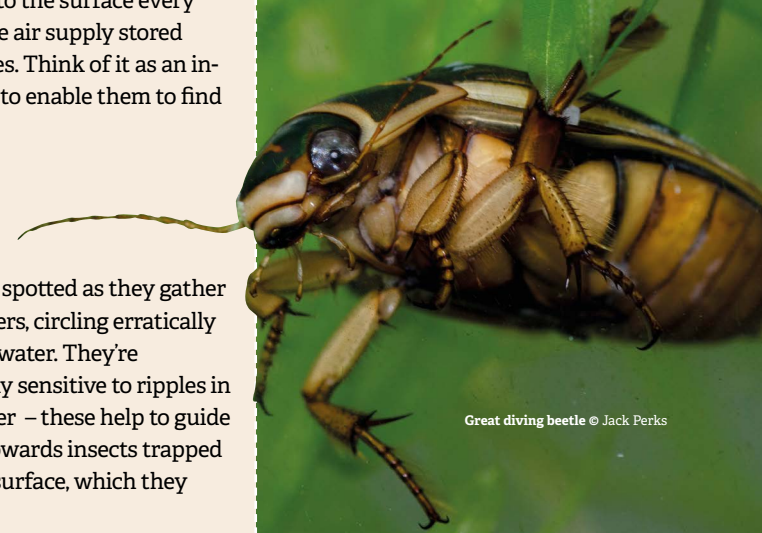 to the surface every
e air supply stored
es. Think of it as an in-
to enable them to find
spotted as they gather
ers, circling erratically
water. They're
y sensitive to ripples in
er – these help to guide
wards insects trapped
surface, which they
Great diving beetle © Jack Perks